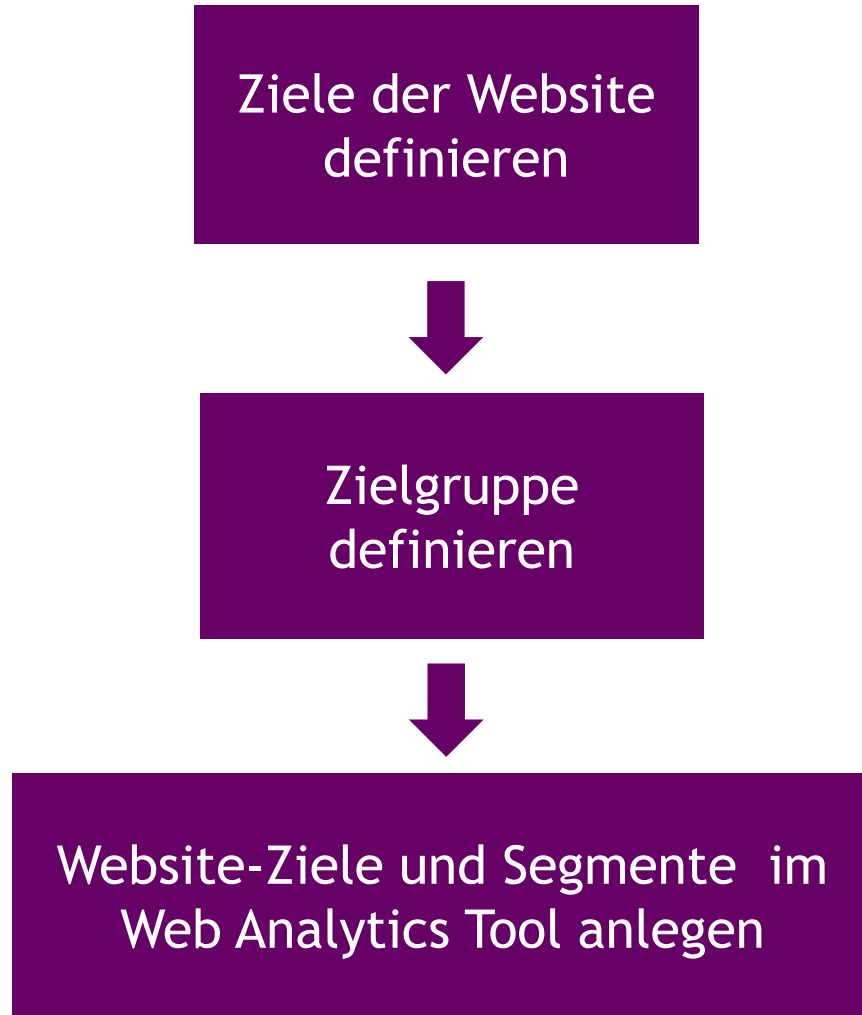 Ziele der Website
definieren
Zielgruppe
definieren
Website-Ziele und Segmente  im
Web Analytics Tool anlegen